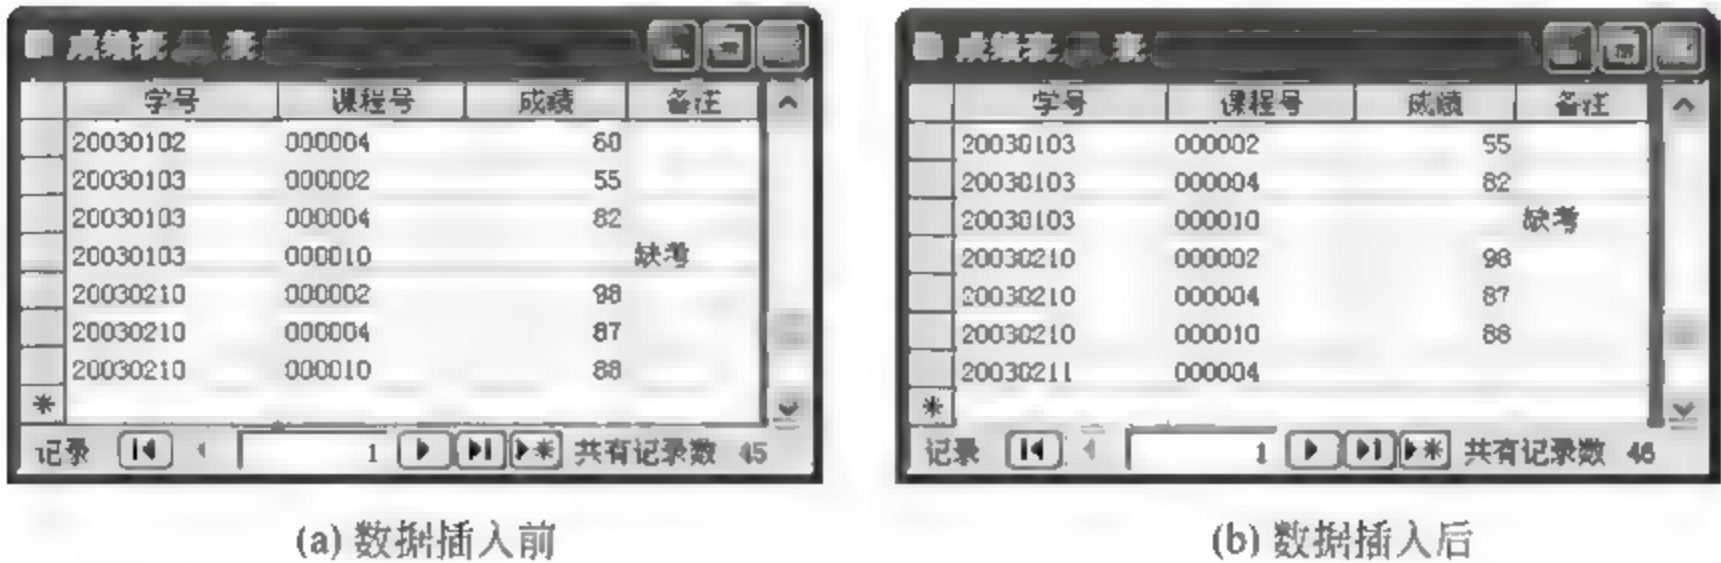 成绩表 表
学号 课程号 成绩 备注
20030102 000004 60
20030103 000002 55
20030103 000004 82
20030103 000010 缺考
20030210 000002 98
20030210 000004 87
20030210 000010 88
*
记录 1 共有记录数 45
(a) 数据插入前
成绩表 表
学号 课程号 成绩 备注
20030103 000002 55
20030103 000004 82
20030103 000010 缺考
20030210 000002 98
20030210 000004 87
20030210 000010 88
20030211 000004
*
记录 1 共有记录数 46
(b) 数据插入后